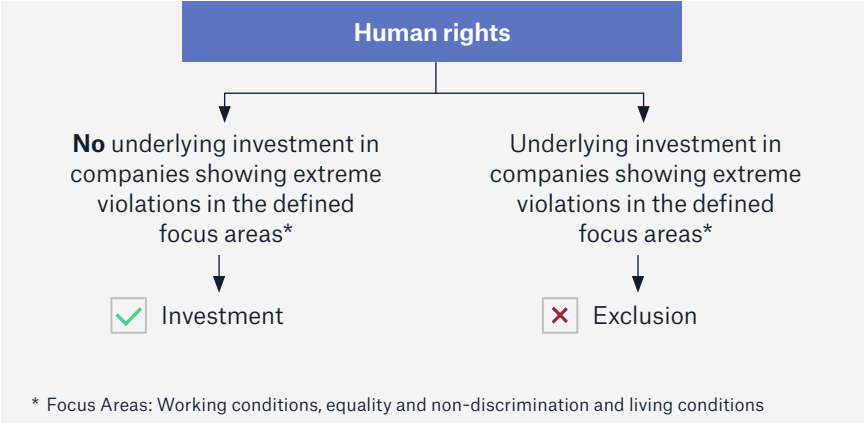 Human rights
No underlying investment in
companies showing extreme
violations in the defined
focus areas*
Investment
Underlying investment in
companies showing extreme
violations in the defined
focus areas*
Exclusion
* Focus Areas: Working conditions, equality and non-discrimination and living conditions